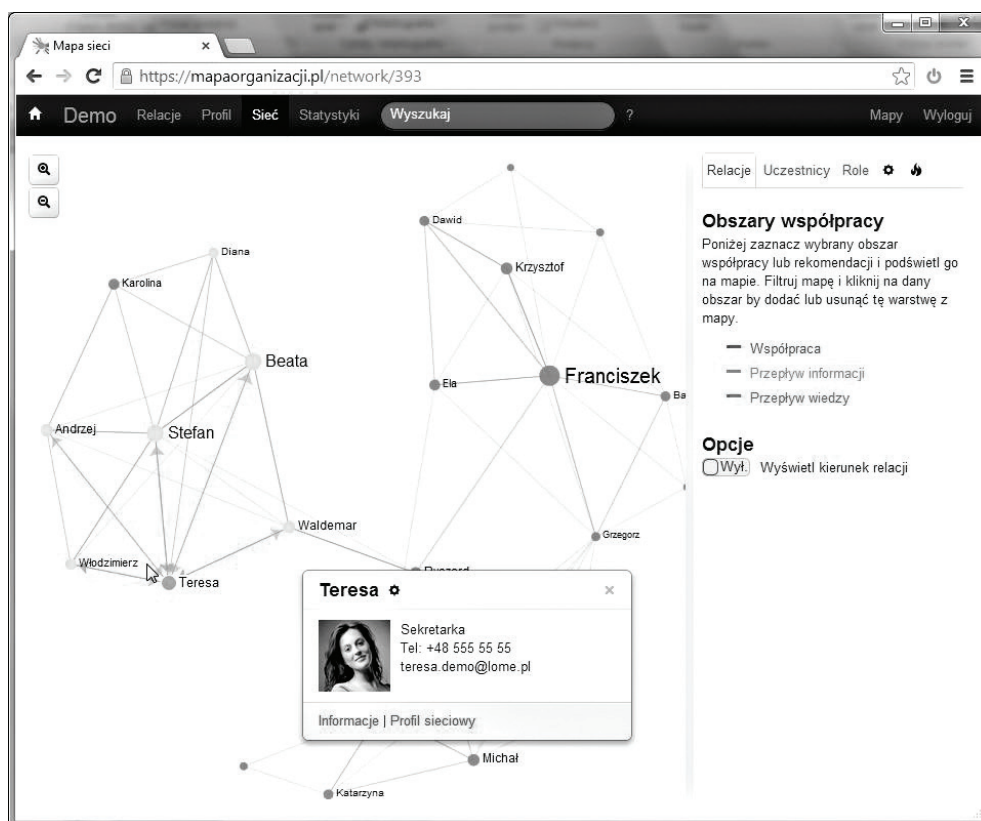 Mapa sieci
https://mapaorganizacji.pl/network/393
Demo Relacje Profil Sieć Statystyki Wyszukaj ? Mapy Wyloguj
Relacje Uczestnicy Role
Obszary współpracy
Poniżej zaznacz wybrany obszar
współpracy lub rekomendacji i podświetl go
na mapie. Filtruj mapę i kliknij na dany
obszar by dodać lub usunąć tę warstwę z
mapy.
Współpraca
Przepływ informacji
Przepływ wiedzy
Opcje
Wył. Wyświetl kierunek relacji
Dawid
Diana
Krzysztof
Karolina
Beata
Franciszek
Ela
Ba
Andrzej
Stefan
Waldemar
Grzegorz
Włodzimierz
Teresa
Teresa
Sekretarka
Tel: +48 555 55 55
teresa.demo@lome.pl
Informacje | Profil sieciowy
Michał
Katarzyna